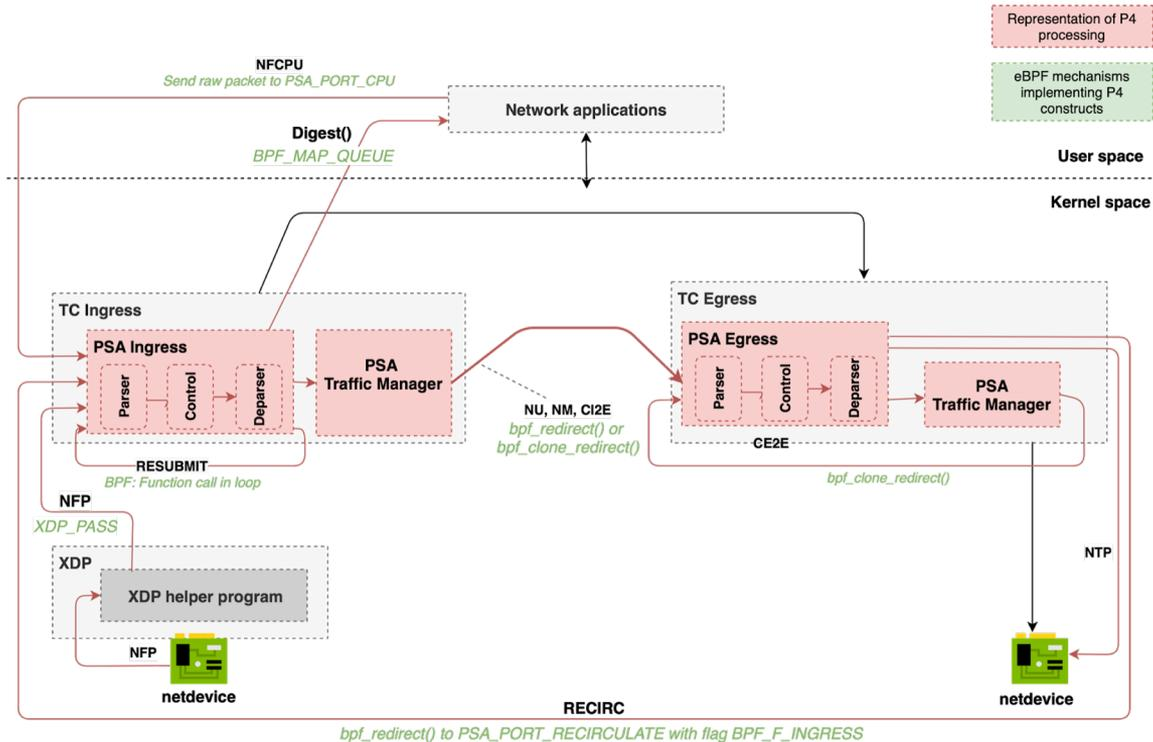 Representation of P4
processing
eBPF mechanisms
implementing P4
constructs
NFCPU
Send raw packet to PSA_PORT_CPU
Network applications
Digest()
BPF_MAP_QUEUE
User space
Kernel space
TC Ingress
PSA Ingress
Parser
Control
Deparser
PSA
Traffic Manager
RESUBMIT
BPF: Function call in loop
NU, NM, CI2E
bpf_redirect() or
bpf_clone_redirect()
TC Egress
PSA Egress
Parser
Control
Deparser
PSA
Traffic Manager
CE2E
bpf_clone_redirect()
NFP
XDP_PASS
XDP
XDP helper program
NFP
netdevice
NTP
netdevice
RECIRC
bpf_redirect() to PSA_PORT_RECIRCULATE with flag BPF_F_INGRESS